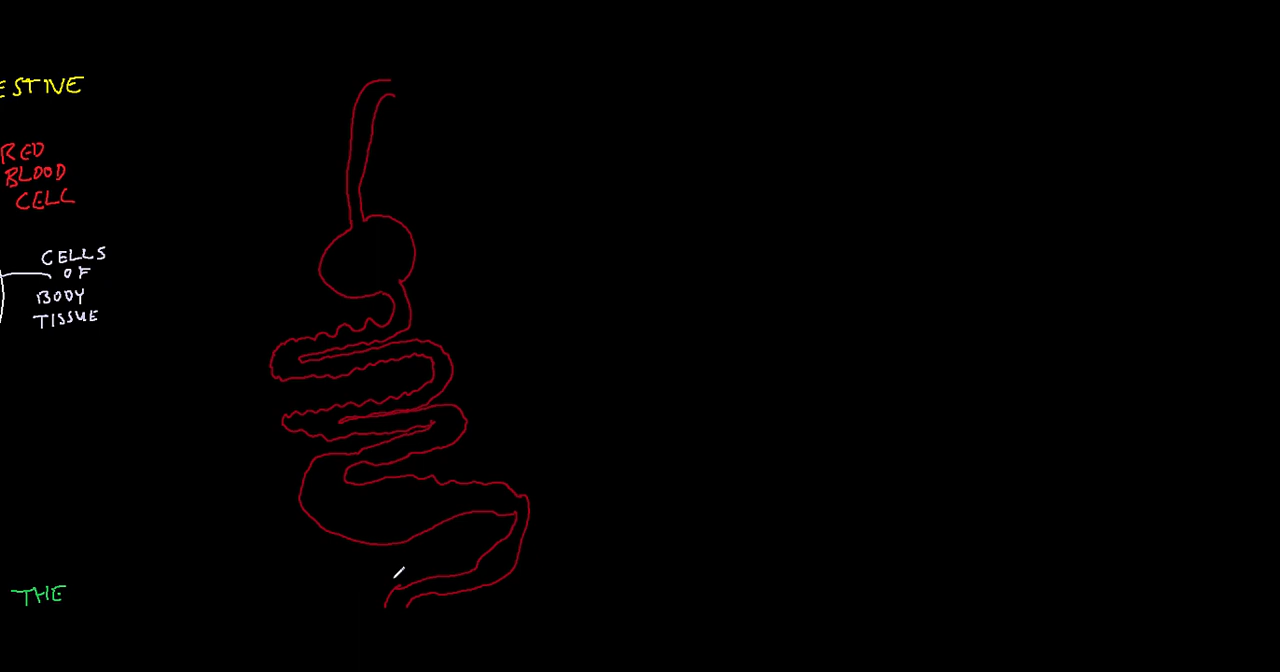 ESTIVE
RED
BLOOD
CELL
CELLS
OF
BODY
TISSUE
THE